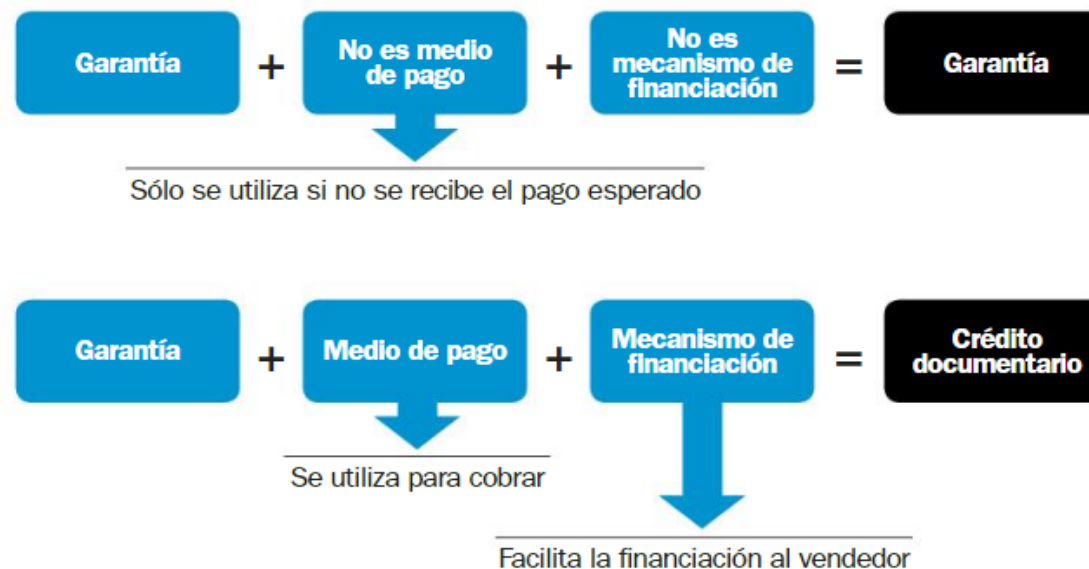 Garantía
+
No es medio
de pago
+
No es
mecanismo de
financiación
=
Garantía
Sólo se utiliza si no se recibe el pago esperado
Garantía
+
Medio de pago
+
Mecanismo de
financiación
=
Crédito
documentario
Se utiliza para cobrar
Facilita la financiación al vendedor